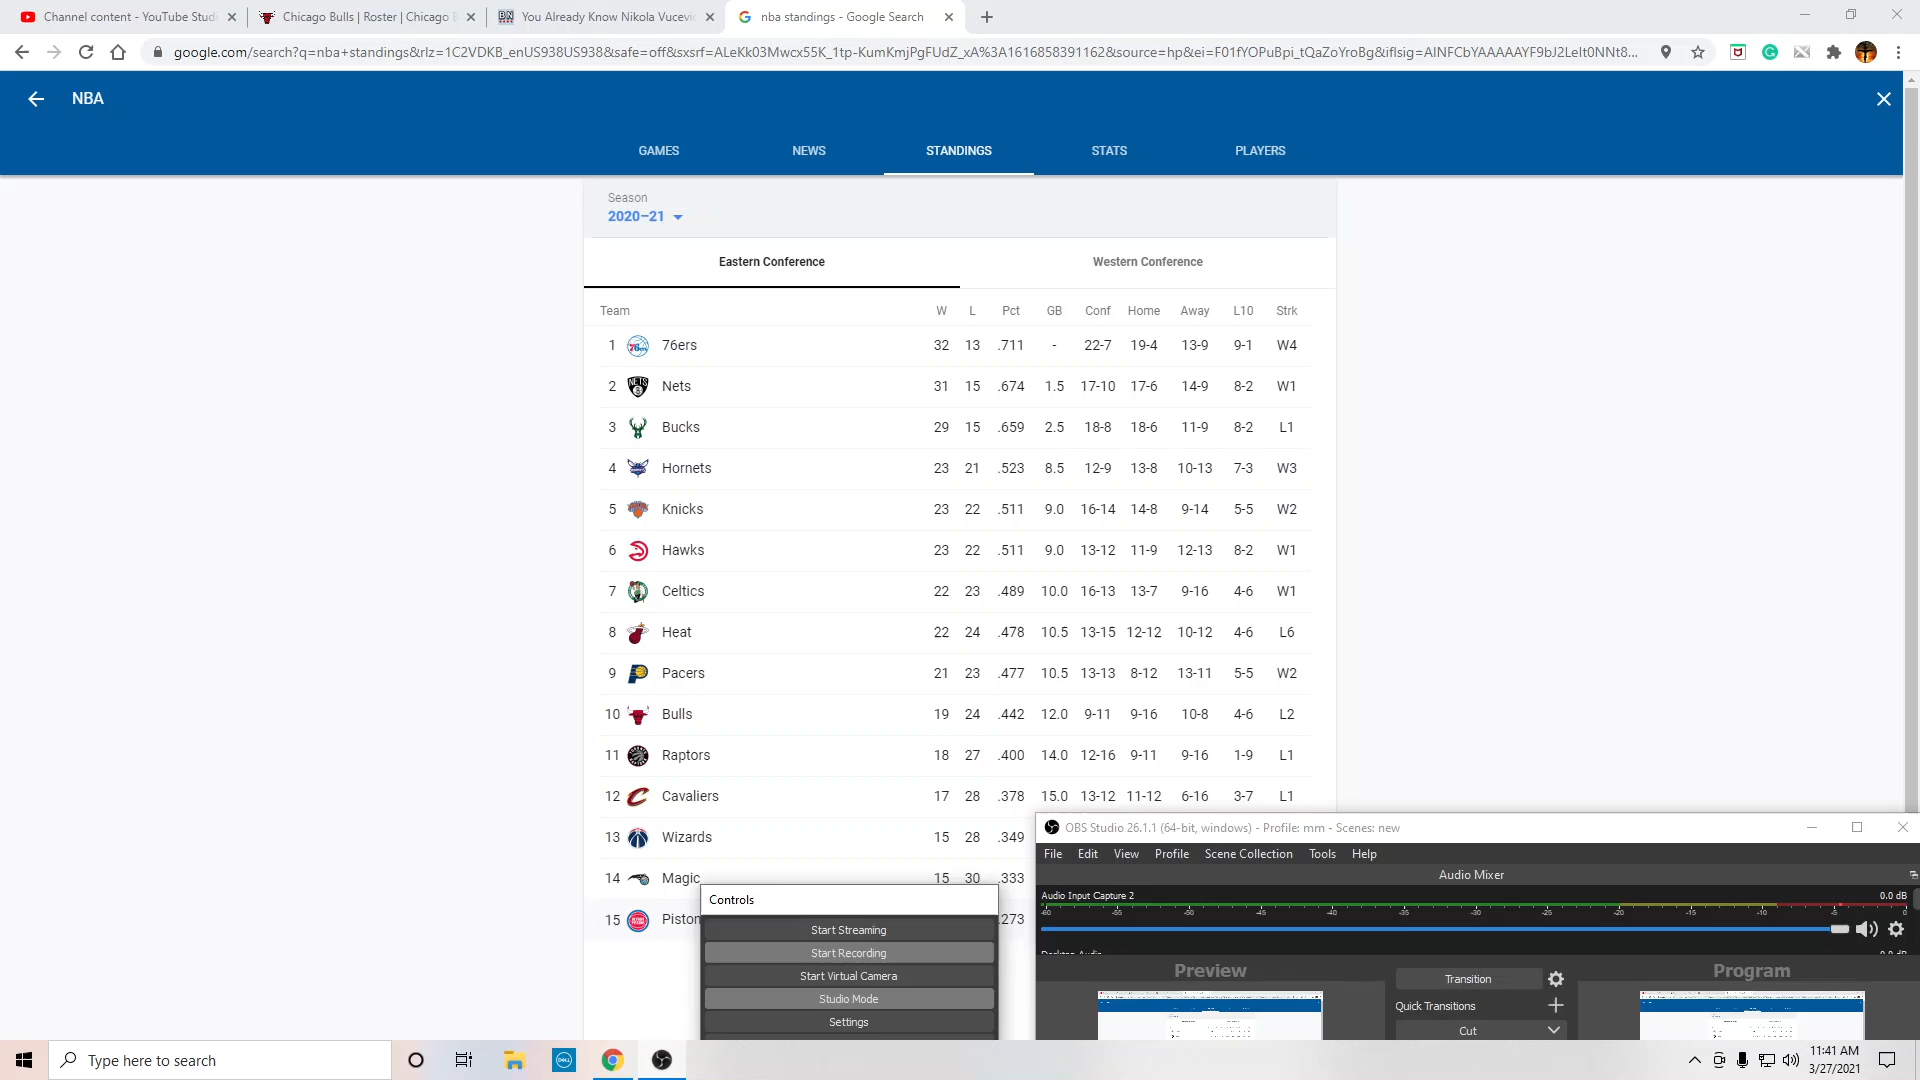 Channel content - YouTube Studi
Chicago Bulls | Roster | Chicago B
You Already Know Nikola Vucevic
nba standings - Google Search
google.com/search?q=nba+standings&rlz=1C2VDKB_enUS938US938&safe=off&sxsrf=ALeKk03Mwcx55K_1tp-KumKmjPgFUdZ_xA%3A1616858391162&source=hp&ei=F01fYOPuBpi_tQaZoYroBg&iflsig=AINFCbYAAAAAYF9bJ2LeIt0NNt8...
NBA
GAMES NEWS STANDINGS STATS PLAYERS
Season
2020–21
Eastern Conference Western Conference
Team W L Pct GB Conf Home Away L10 Strk
1 76ers 32 13 .711 - 22-7 19-4 13-9 9-1 W4
2 Nets 31 15 .674 1.5 17-10 17-6 14-9 8-2 W1
3 Bucks 29 15 .659 2.5 18-8 18-6 11-9 8-2 L1
4 Hornets 23 21 .523 8.5 12-9 13-8 10-13 7-3 W3
5 Knicks 23 22 .511 9.0 16-14 14-8 9-14 5-5 W2
6 Hawks 23 22 .511 9.0 13-12 11-9 12-13 8-2 W1
7 Celtics 22 23 .489 10.0 16-13 13-7 9-16 4-6 W1
8 Heat 22 24 .478 10.5 13-15 12-12 10-12 4-6 L6
9 Pacers 21 23 .477 10.5 13-13 8-12 13-11 5-5 W2
10 Bulls 19 24 .442 12.0 9-11 9-16 10-8 4-6 L2
11 Raptors 18 27 .400 14.0 12-16 9-11 9-16 1-9 L1
12 Cavaliers 17 28 .378 15.0 13-12 11-12 6-16 3-7 L1
13 Wizards 15 28 .349
14 Magic 15 30 .333
15 Piston .273
Controls
Start Streaming
Start Recording
Start Virtual Camera
Studio Mode
Settings
OBS Studio 26.1.1 (64-bit, windows) - Profile: mm - Scenes: new
File Edit View Profile Scene Collection Tools Help
Audio Mixer
Audio Input Capture 2 0.0 dB
-60 -55 -50 -45 -40 -35 -30 -25 -20 -15 -10 -5 0
Preview
Transition
Program
Quick Transitions
Cut
Type here to search
11:41 AM
3/27/2021